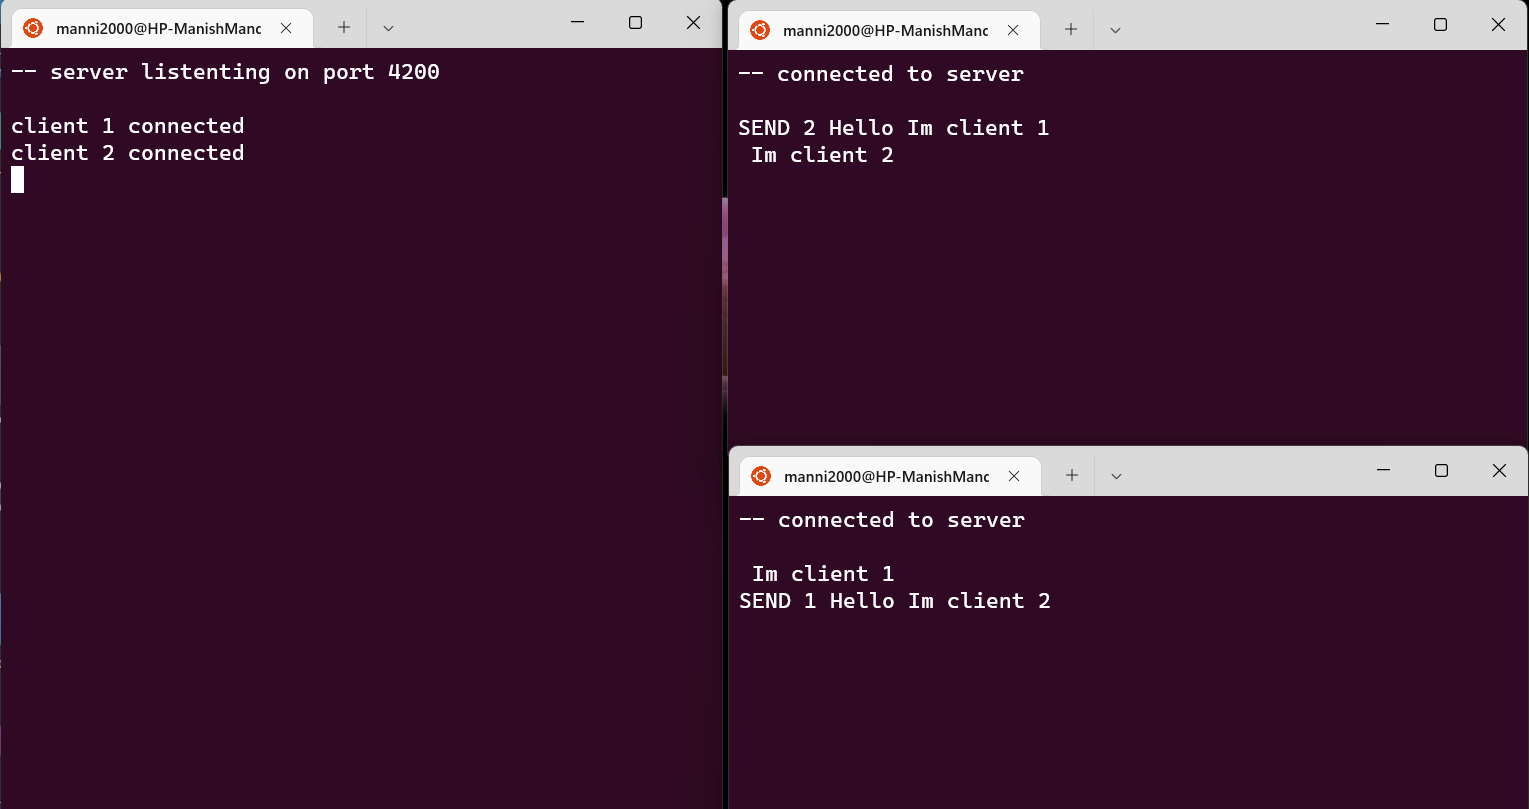 manni2000@HP-ManishManc
-- server listenting on port 4200
client 1 connected
client 2 connected
manni2000@HP-ManishManc
-- connected to server
SEND 2 Hello Im client 1
Im client 2
manni2000@HP-ManishManc
-- connected to server
Im client 1
SEND 1 Hello Im client 2